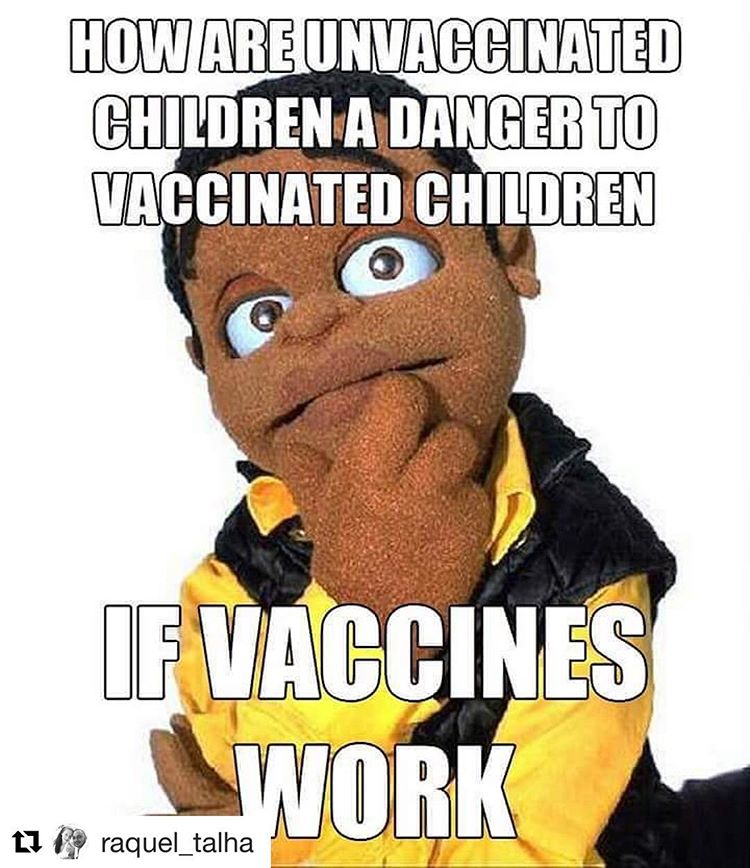 HOW ARE UNVACCINATED
CHILDREN A DANGER TO
VACCINATED CHILDREN
IF VACCINES
WORK
raquel_talha